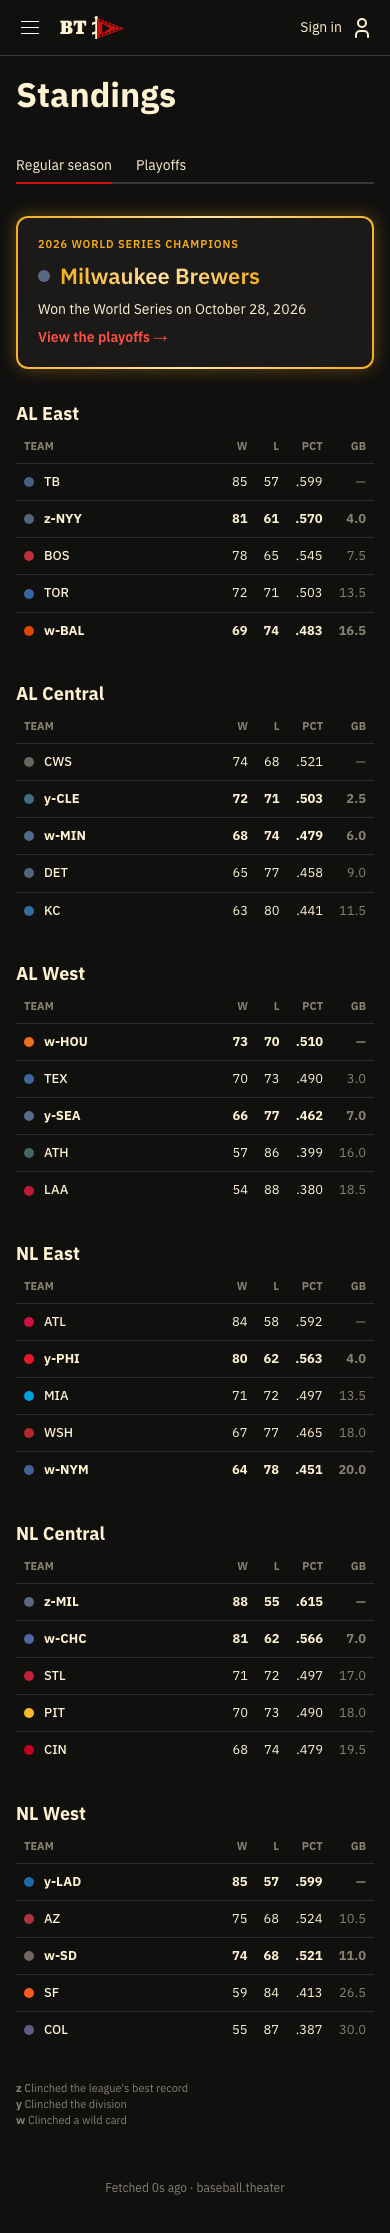 BT
Sign in
Standings
Regular season Playoffs
2026 WORLD SERIES CHAMPIONS
Milwaukee Brewers
Won the World Series on October 28, 2026
View the playoffs →
AL East
TEAM W L PCT GB
TB 85 57 .599 —
z-NYY 81 61 .570 4.0
BOS 78 65 .545 7.5
TOR 72 71 .503 13.5
w-BAL 69 74 .483 16.5
AL Central
TEAM W L PCT GB
CWS 74 68 .521 —
y-CLE 72 71 .503 2.5
w-MIN 68 74 .479 6.0
DET 65 77 .458 9.0
KC 63 80 .441 11.5
AL West
TEAM W L PCT GB
w-HOU 73 70 .510 —
TEX 70 73 .490 3.0
y-SEA 66 77 .462 7.0
ATH 57 86 .399 16.0
LAA 54 88 .380 18.5
NL East
TEAM W L PCT GB
ATL 84 58 .592 —
y-PHI 80 62 .563 4.0
MIA 71 72 .497 13.5
WSH 67 77 .465 18.0
w-NYM 64 78 .451 20.0
NL Central
TEAM W L PCT GB
z-MIL 88 55 .615 —
w-CHC 81 62 .566 7.0
STL 71 72 .497 17.0
PIT 70 73 .490 18.0
CIN 68 74 .479 19.5
NL West
TEAM W L PCT GB
y-LAD 85 57 .599 —
AZ 75 68 .524 10.5
w-SD 74 68 .521 11.0
SF 59 84 .413 26.5
COL 55 87 .387 30.0
z Clinched the league's best record
y Clinched the division
w Clinched a wild card
Fetched 0s ago · baseball.theater